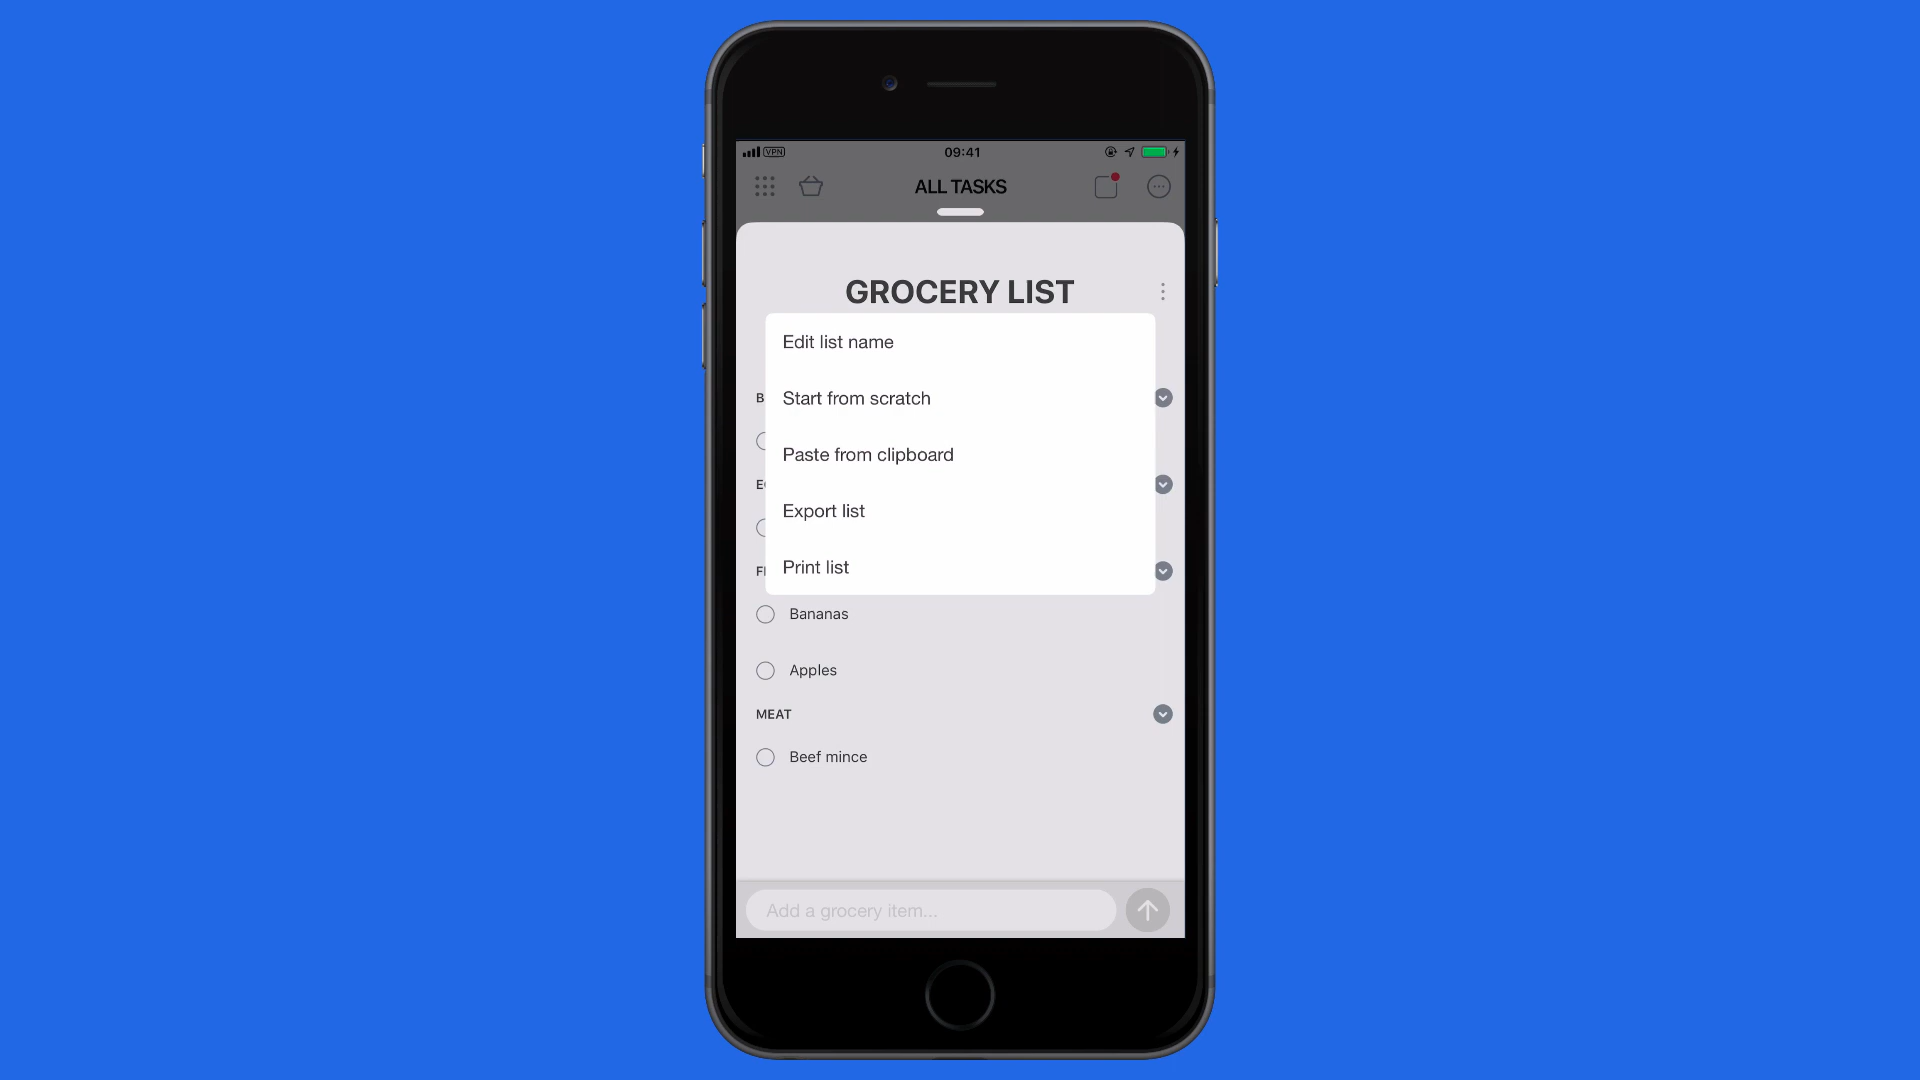 VPN 09:41
ALL TASKS
GROCERY LIST
Edit list name
B
Start from scratch
Paste from clipboard
Export list
Print list
Bananas
Apples
MEAT
Beef mince
Add a grocery item...